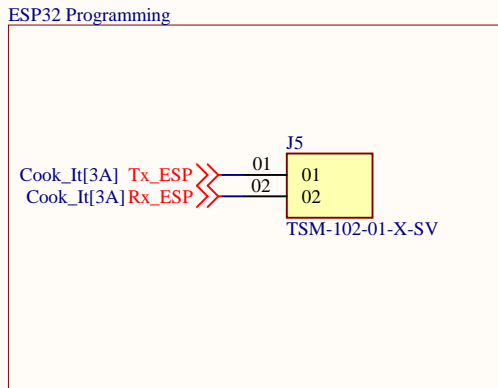 ESP32 Programming
J5
Cook_It[3A] Tx_ESP 01 01
Cook_It[3A] Rx_ESP 02 02
TSM-102-01-X-SV